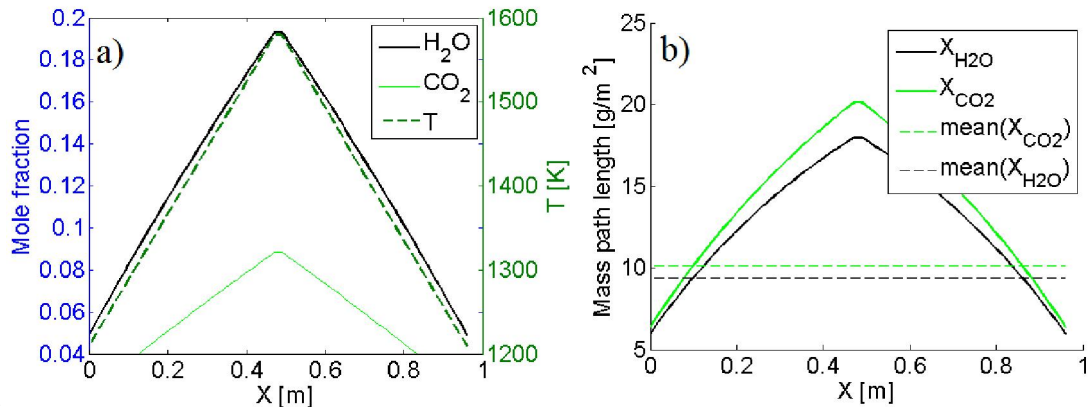 a)
0.2
0.18
0.16
0.14
0.12
0.1
0.08
0.06
0.04
Mole fraction
1600
1500
1400
1300
1200
T [K]
H2O
CO2
T
0
0.2
0.4
0.6
0.8
1
X [m]
b)
25
20
15
10
5
Mass path length [g/m^2]
XH2O
XCO2
mean(XCO2)
mean(XH2O)
0
0.2
0.4
0.6
0.8
1
X [m]